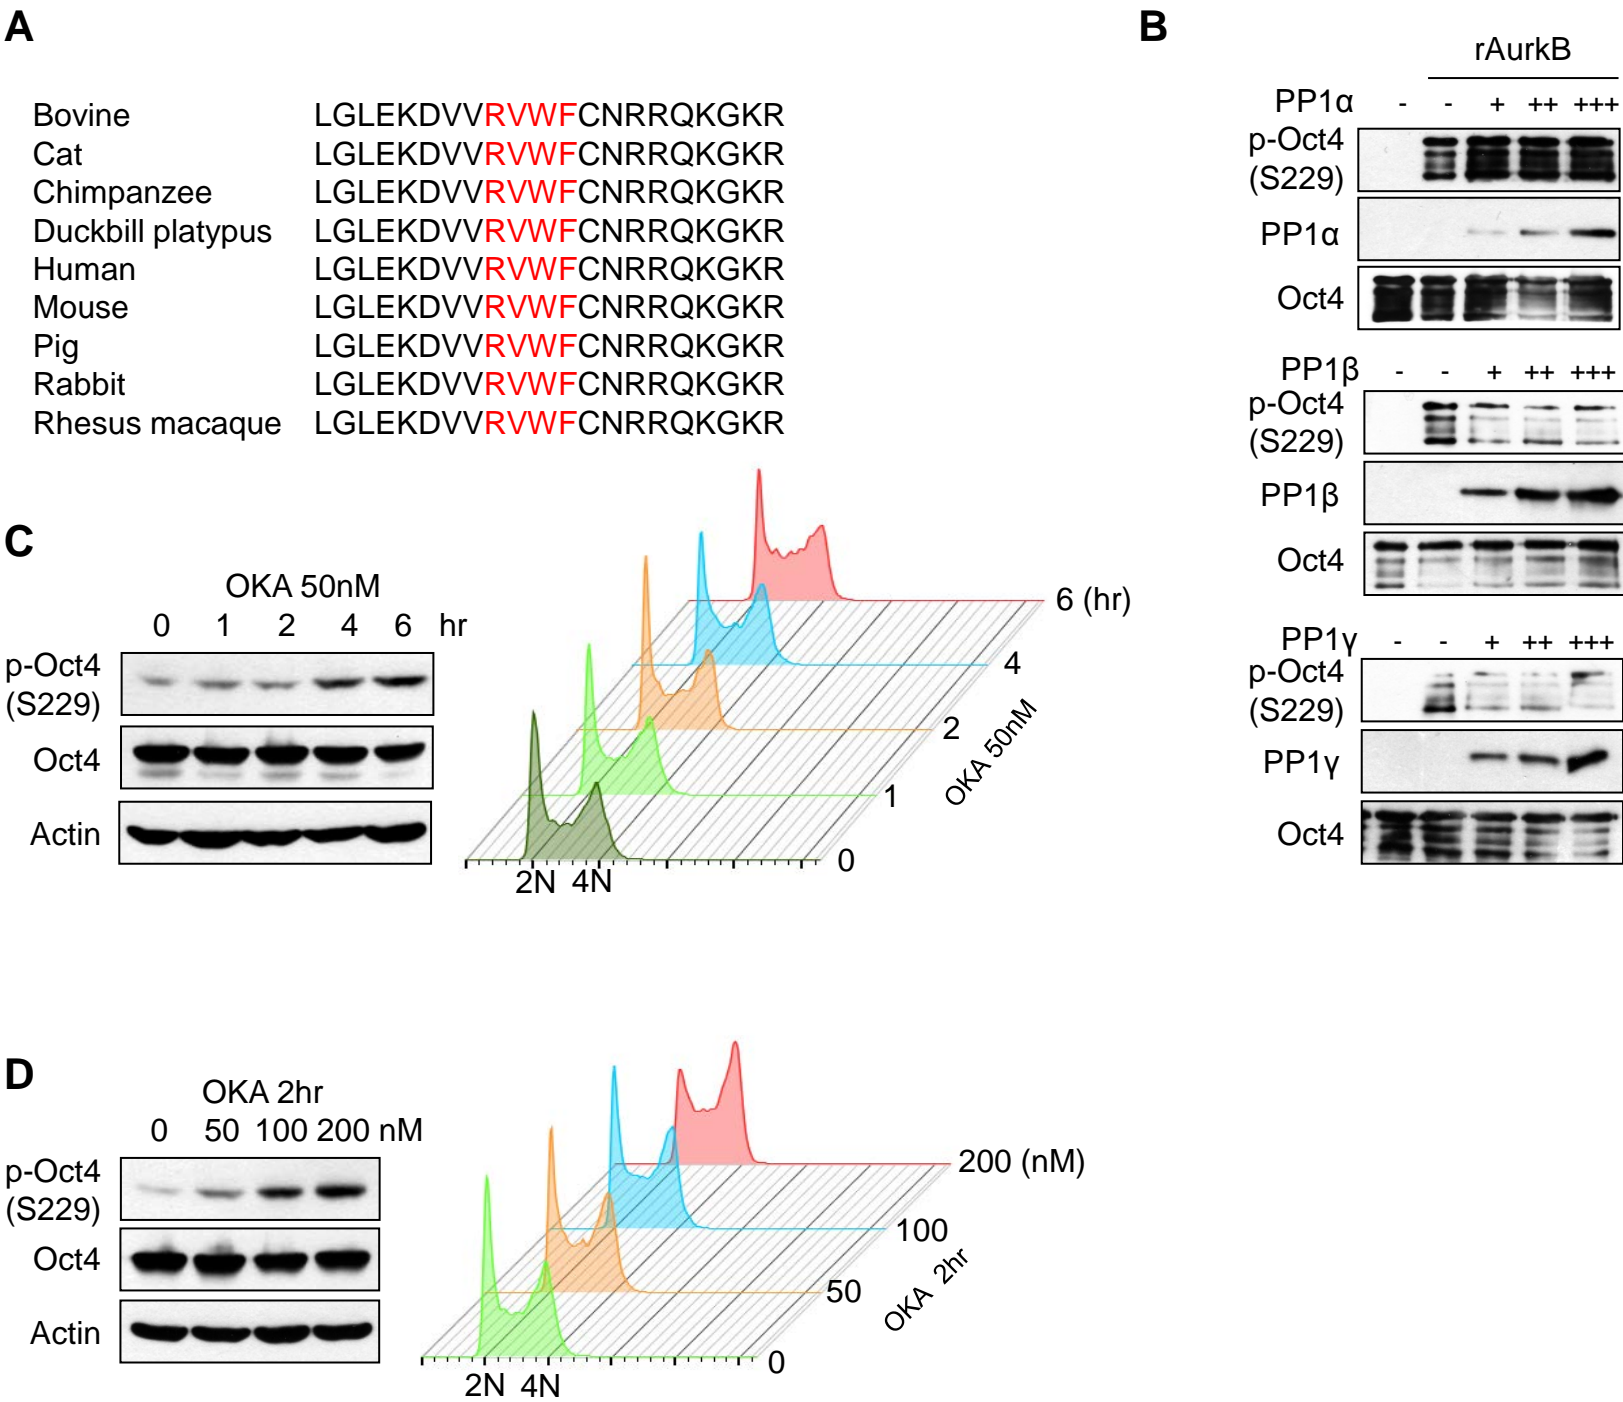 A
Bovine LGLEKDVVRVWFCNRRQKGKR
Cat LGLEKDVVRVWFCNRRQKGKR
Chimpanzee LGLEKDVVRVWFCNRRQKGKR
Duckbill platypus LGLEKDVVRVWFCNRRQKGKR
Human LGLEKDVVRVWFCNRRQKGKR
Mouse LGLEKDVVRVWFCNRRQKGKR
Pig LGLEKDVVRVWFCNRRQKGKR
Rabbit LGLEKDVVRVWFCNRRQKGKR
Rhesus macaque LGLEKDVVRVWFCNRRQKGKR
B
rAurkB
PP1α - - + ++ +++
p-Oct4
(S229)
PP1α
Oct4
PP1β - - + ++ +++
p-Oct4
(S229)
PP1β
Oct4
PP1γ - - + ++ +++
p-Oct4
(S229)
PP1γ
Oct4
C
OKA 50nM
0 1 2 4 6 hr
p-Oct4
(S229)
Oct4
Actin
6 (hr)
4
2
1
0
OKA 50nM
2N 4N
D
OKA 2hr
0 50 100 200 nM
p-Oct4
(S229)
Oct4
Actin
200 (nM)
100
50
0
OKA 2hr
2N 4N